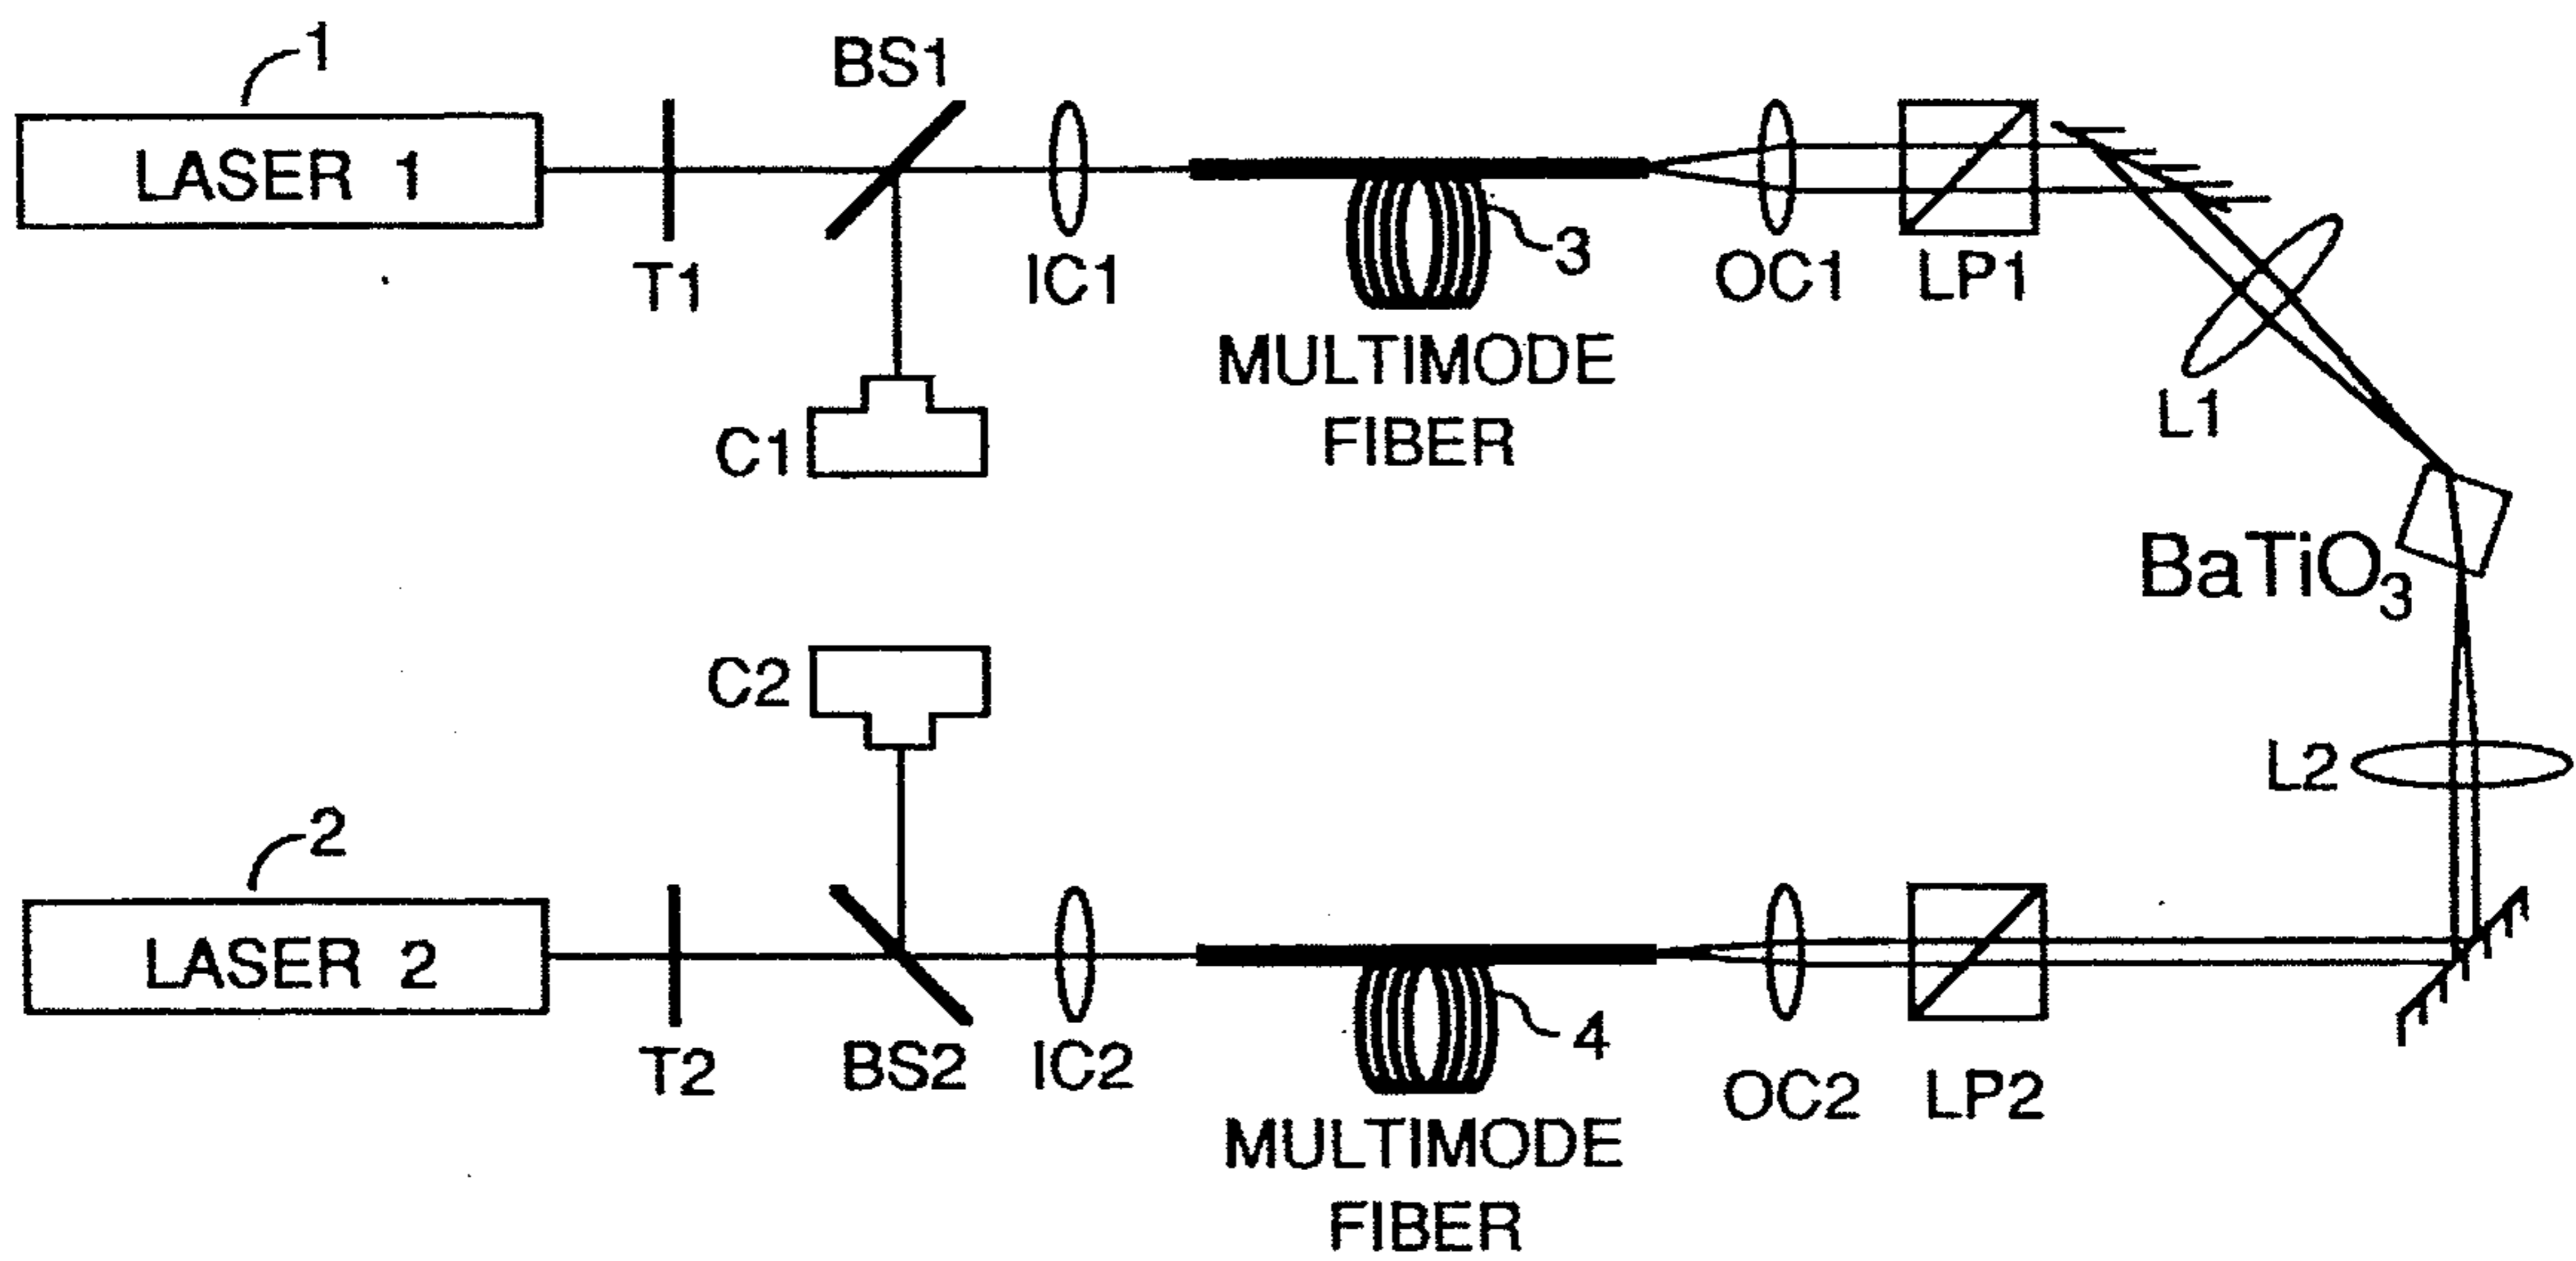 1
BS1
LASER 1
T1
IC1
3
OC1
LP1
MULTIMODE
FIBER
C1
L1
BaTiO3
C2
L2
2
LASER 2
T2
BS2
IC2
4
OC2
LP2
MULTIMODE
FIBER